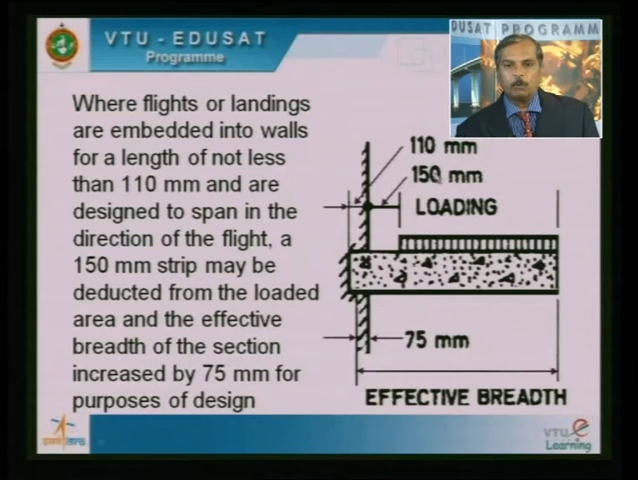 VTU - EDUSAT
Programme
DUSAT PROGRAMM
Where flights or landings
are embedded into walls
for a length of not less
than 110 mm and are
designed to span in the
direction of the flight, a
150 mm strip may be
deducted from the loaded
area and the effective
breadth of the section
increased by 75 mm for
purposes of design
110 mm
150 mm
LOADING
75 mm
EFFECTIVE BREADTH
VTU e
Learning